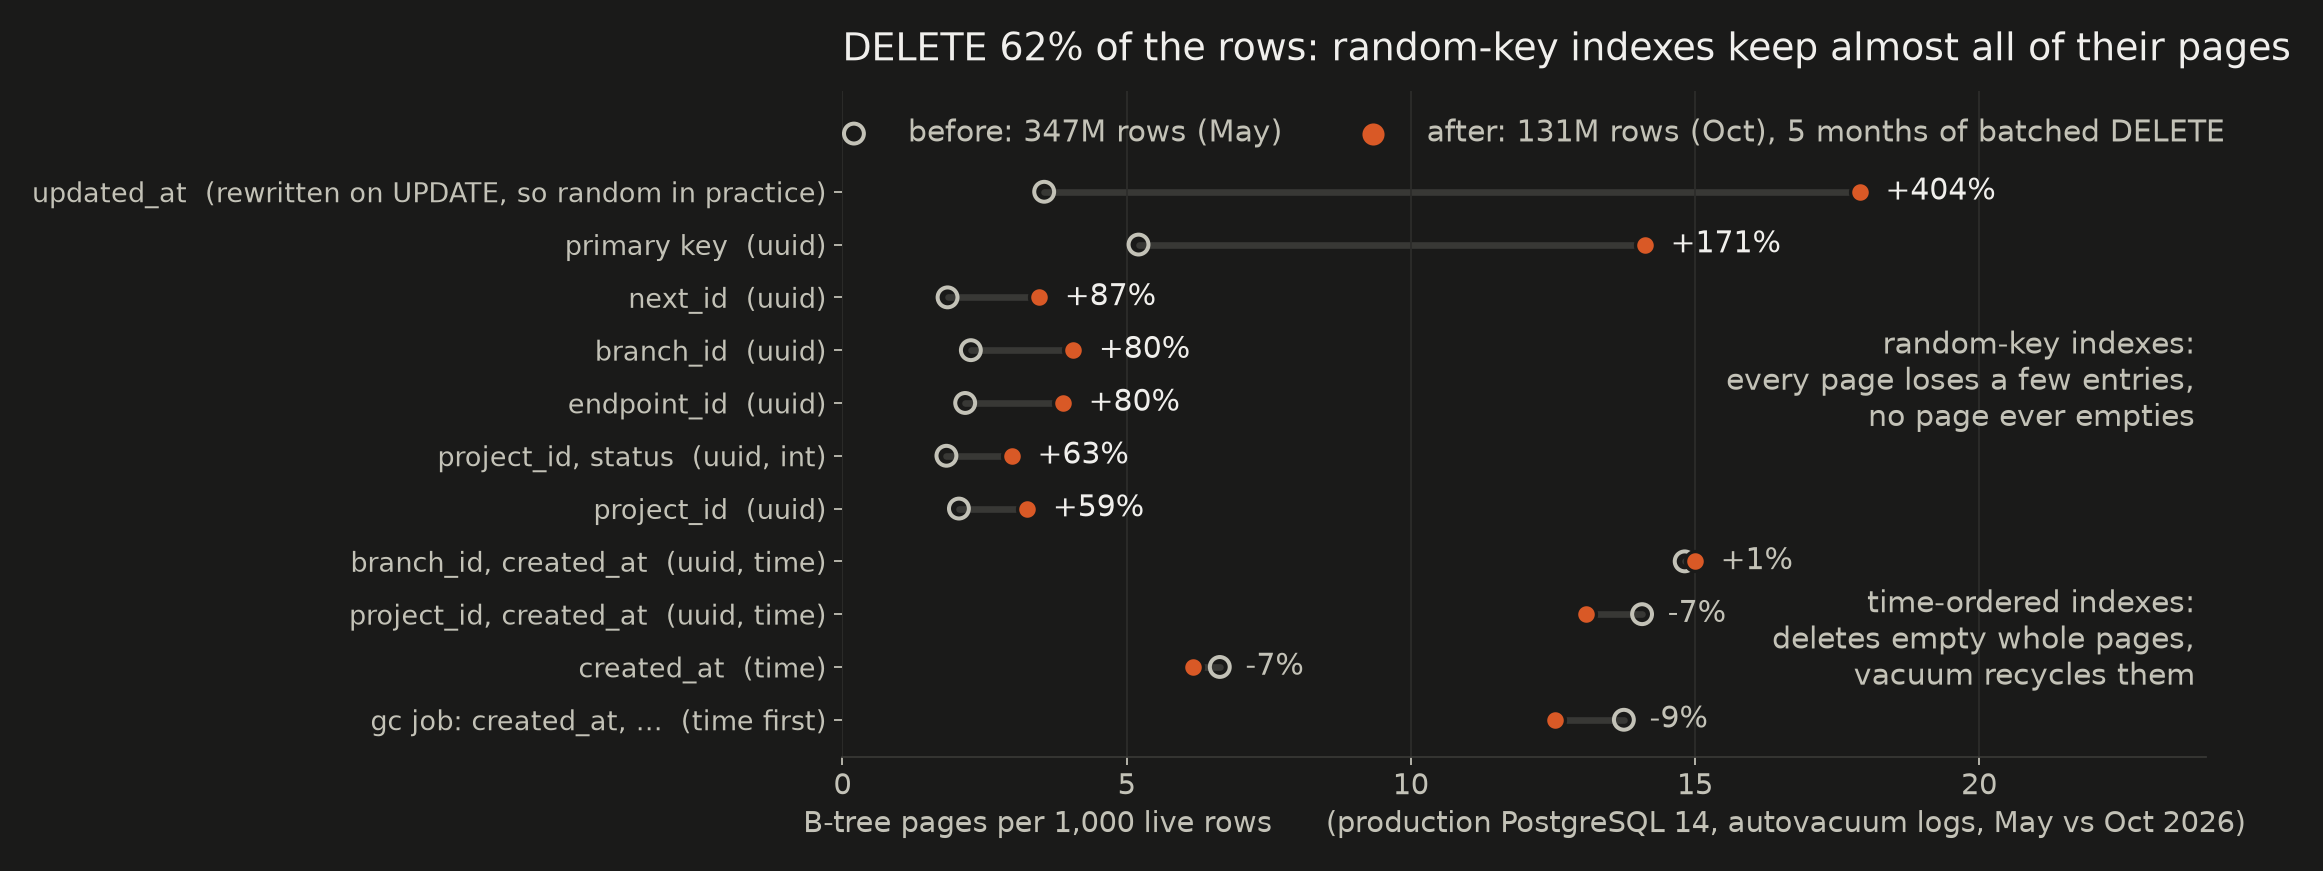 DELETE 62% of the rows: random-key indexes keep almost all of their pages
before: 347M rows (May)
after: 131M rows (Oct), 5 months of batched DELETE
updated_at (rewritten on UPDATE, so random in practice)
+404%
primary key (uuid)
+171%
next_id (uuid)
+87%
branch_id (uuid)
+80%
endpoint_id (uuid)
+80%
random-key indexes:
every page loses a few entries,
no page ever empties
project_id, status (uuid, int)
+63%
project_id (uuid)
+59%
branch_id, created_at (uuid, time)
+1%
project_id, created_at (uuid, time)
-7%
created_at (time)
-7%
time-ordered indexes:
deletes empty whole pages,
vacuum recycles them
gc job: created_at, ... (time first)
-9%
0 5 10 15 20
B-tree pages per 1,000 live rows (production PostgreSQL 14, autovacuum logs, May vs Oct 2026)